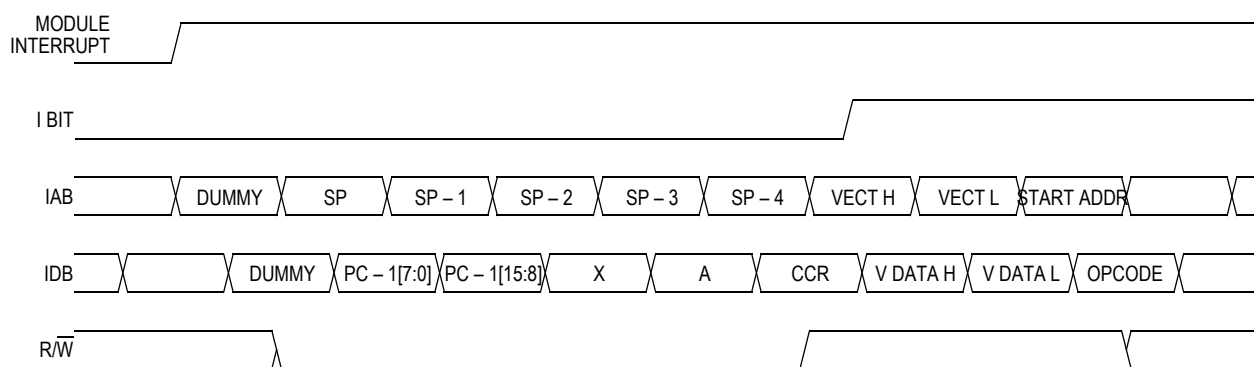 MODULE
INTERRUPT
I BIT
IAB DUMMY SP SP – 1 SP – 2 SP – 3 SP – 4 VECT H VECT L START ADDR
IDB DUMMY PC – 1[7:0] PC – 1[15:8] X A CCR V DATA H V DATA L OPCODE
R/W̅